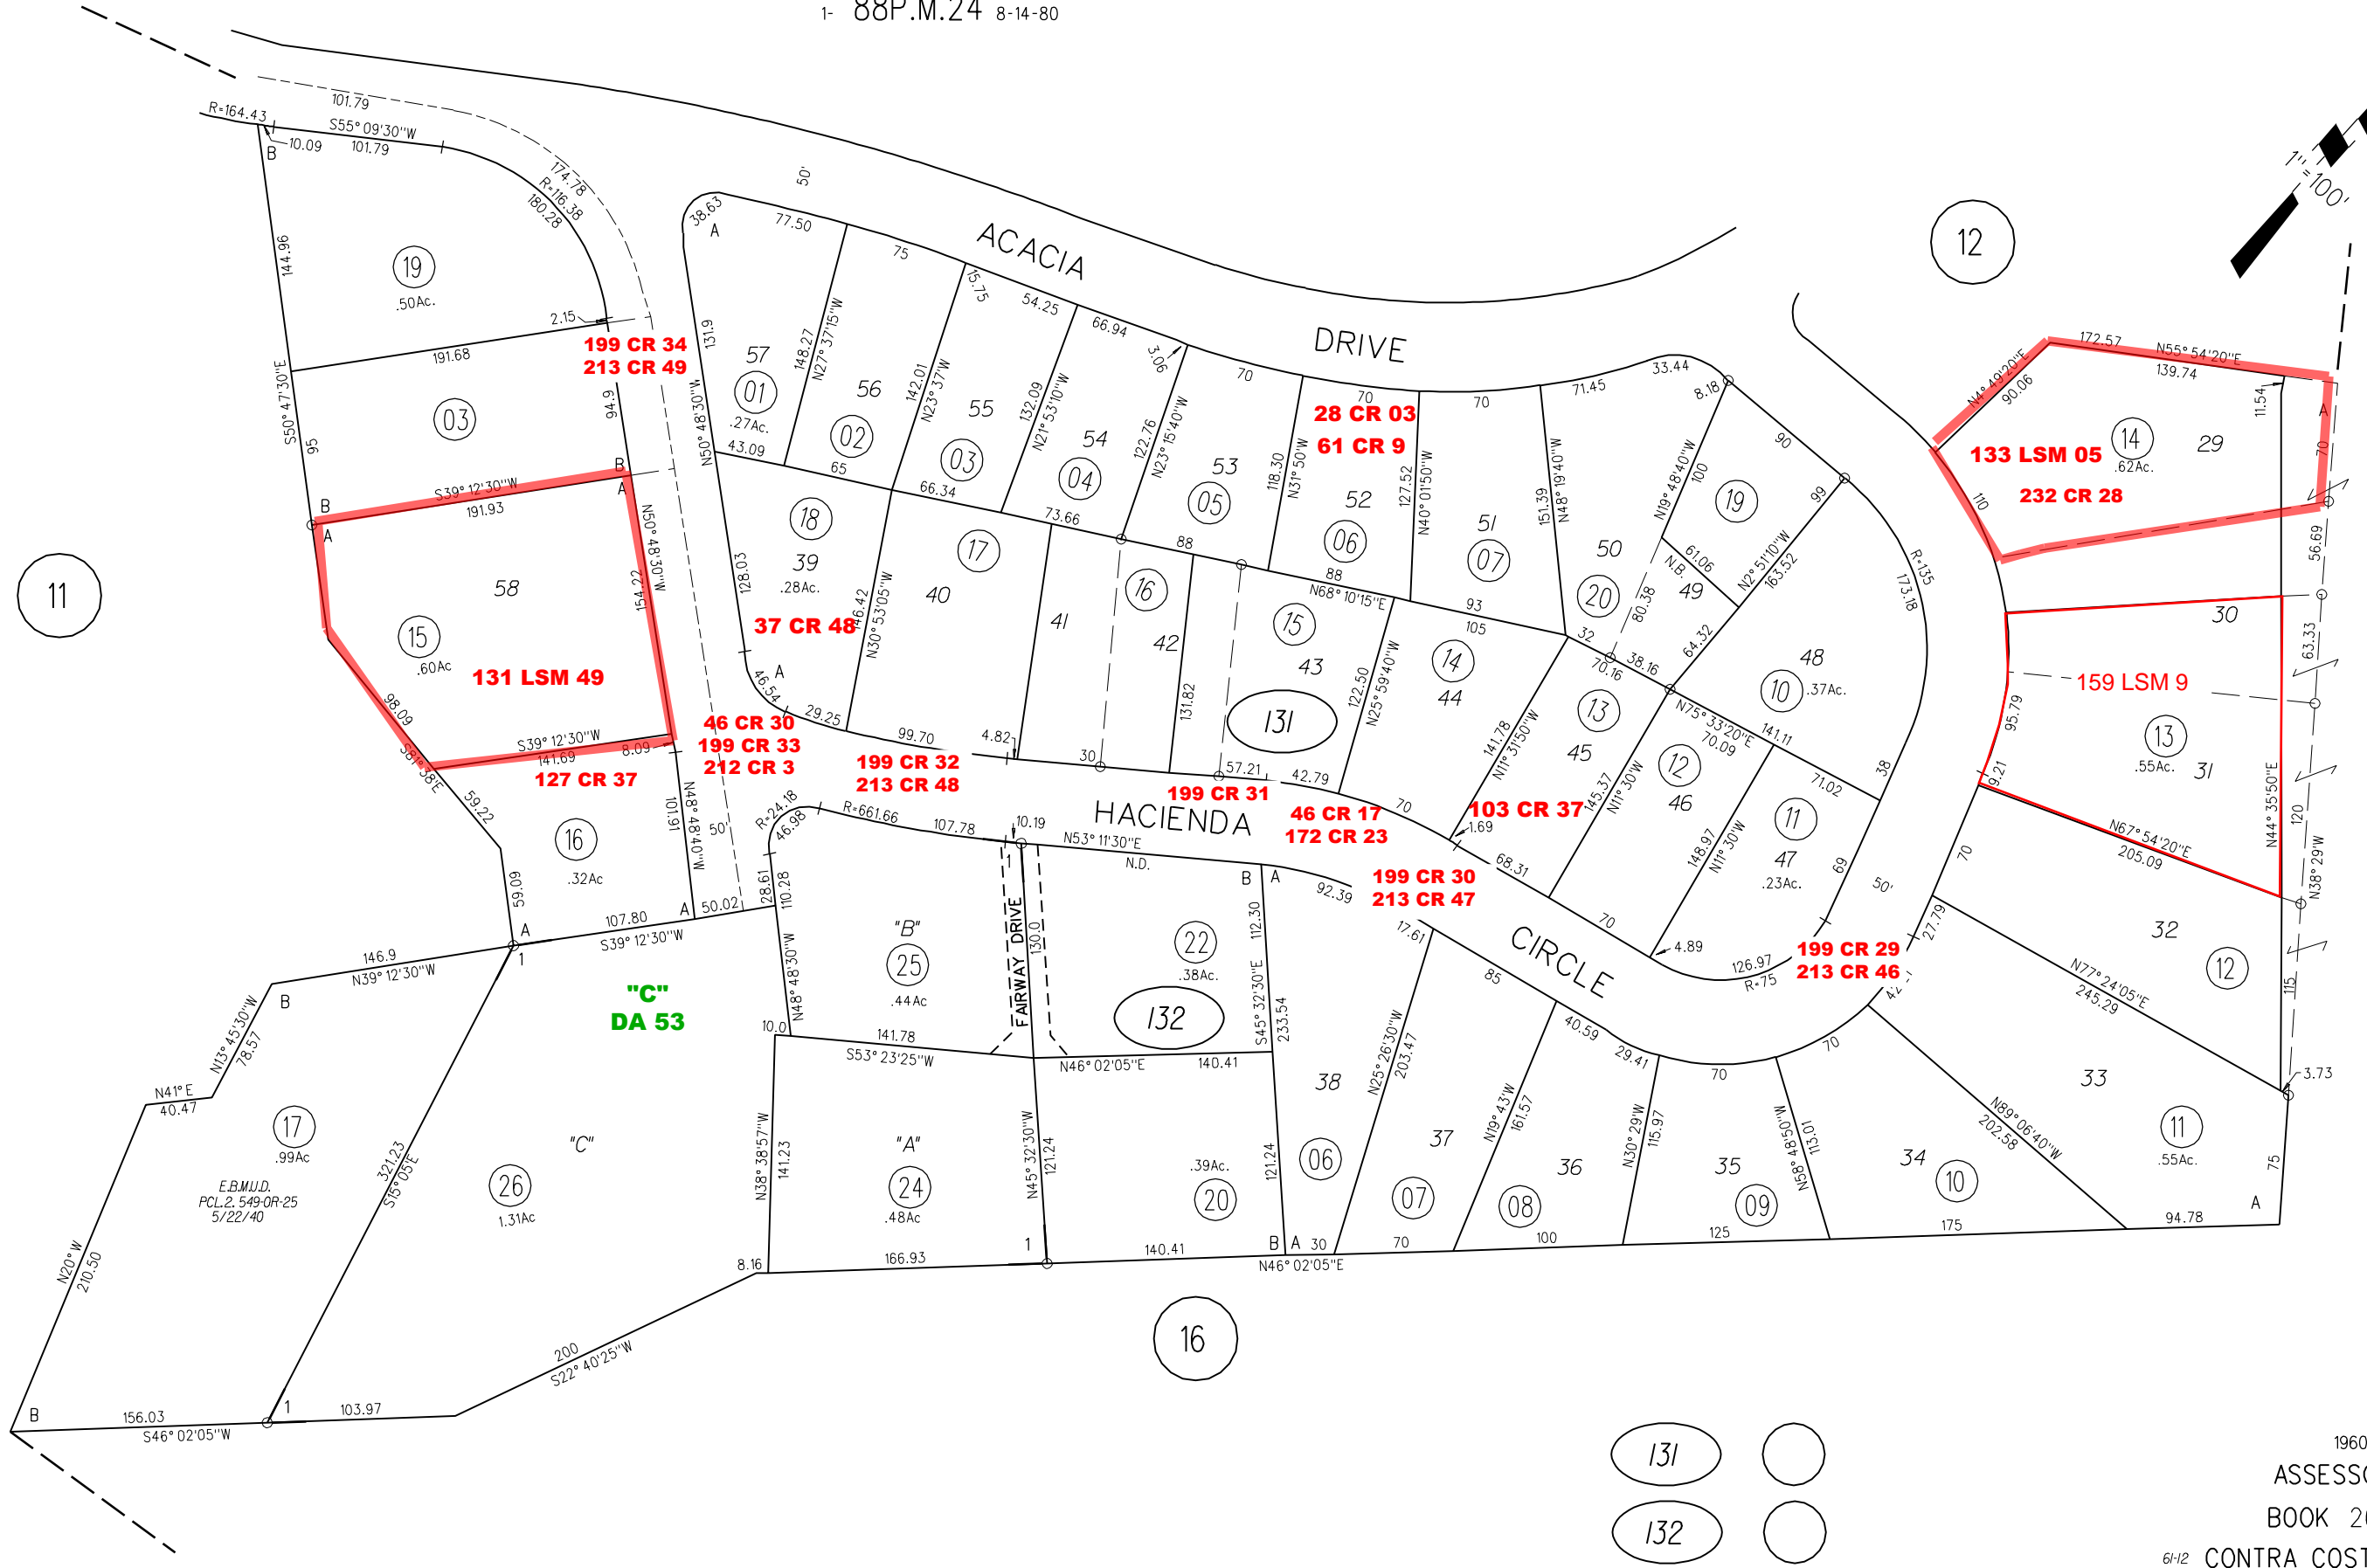 1- 88P.M.24 8-14-80
R=164.43
101.79
S55° 09'30"W
10.09
101.79
B
174.78
R=116.38
180.28
144.96
19
.50Ac.
2.15
191.68
S50° 47'30"E
95
03
94.9
199 CR 34
213 CR 49
B
S39° 12'30"W
191.93
B
A
A
N50° 48'30"W
154.22
58
15
.60Ac
131 LSM 49
98.09
S81° 38'E
S39° 12'30"W
141.69
8.09
127 CR 37
59.22
16
.32Ac
101.91
N48° 48'40"W
50'
59.09
107.80
A
50.02
S39° 12'30"W
A
1
11
50'
ACACIA
DRIVE
12
1"=100'
38.63
A
77.50
75
15.75
54.25
66.94
3.06
70
70
70
71.45
33.44
8.18
131.9
N50° 48'30"W
57
01
.27Ac.
43.09
148.27
N27° 37'15"W
56
02
65
142.01
N23° 37'W
55
03
66.34
132.09
N21° 53'10"W
54
04
73.66
122.76
N23° 15'40"W
53
05
88
118.30
N31° 50'W
28 CR 03
61 CR 9
52
06
88
N68° 10'15"E
127.52
N40° 01'50"W
51
07
93
151.39
N48° 19'40"W
50
20
32
N19° 48'40"W
100
80.38
19
61.06
N.B.
49
90
99
N2° 51'10"W
163.52
64.32
38.16
70.16
R=135
173.18
48
10
.37Ac.
N75° 33'20"E
70.09
141.11
71.02
38
128.03
18
39
.28Ac.
37 CR 48
146.42
N30° 53'05"W
17
40
41
16
42
131.82
15
43
131
122.50
N25° 59'40"W
14
44
105
141.78
N11° 31'50"W
13
45
145.37
N11° 30'W
12
46
148.97
N11° 30'W
11
47
.23Ac.
69
50'
46.54
A
29.25
99.70
4.82
30
57.21
42.79
70
1.69
68.31
70
4.89
126.97
R=75
46 CR 30
199 CR 33
212 CR 3
199 CR 32
213 CR 48
199 CR 31
46 CR 17
172 CR 23
103 CR 37
199 CR 30
213 CR 47
199 CR 29
213 CR 46
HACIENDA
CIRCLE
N4° 49'20"E
90.06
172.57
N55° 54'20"E
139.74
11.54
A
70
133 LSM 05
14
.62Ac.
29
232 CR 28
110
56.69
30
63.33
159 LSM 9
95.79
13
.55Ac.
31
9.21
N44° 35'50"E
120
N38° 29'W
N67° 54'20"E
205.09
70
27.79
32
12
115
N77° 24'05"E
245.29
3.73
33
11
.55Ac.
75
A
94.78
N89° 06'40"W
202.58
34
10
175
70
N58° 48'50"W
113.01
35
09
125
70
N30° 29'W
115.97
36
08
100
29.41
40.59
N19° 43'W
161.57
37
07
70
85
17.61
N25° 26'30"W
203.47
38
06
30
92.39
R=24.18
46.98
R=661.66
107.78
10.19
1
N53° 11'30"E
N.D.
B
A
28.61
110.28
"B"
25
.44Ac
N48° 48'30"W
10.0
141.78
S53° 23'25"W
FAIRWAY DRIVE
130.0
22
.38Ac.
132
112.30
S45° 32'30"E
233.54
N46° 02'05"E
140.41
N38° 38'57"W
141.23
"A"
24
.48Ac
N45° 32'30"W
121.24
.39Ac.
20
121.24
8.16
166.93
1
140.41
B
A
N46° 02'05"E
146.9
N39° 12'30"W
B
N13° 45'30"W
78.57
N41° E
40.47
17
.99Ac
E.B.M.U.D.
PCL.2. 549-OR-25
5/22/40
N20° W
210.50
321.23
S15° 05'E
"C"
DA 53
"C"
26
1.31Ac
200
S22° 40'25"W
B
156.03
S46° 02'05"W
1
103.97
16
131
132
1960
ASSESSO
BOOK 2
61-12 CONTRA COST